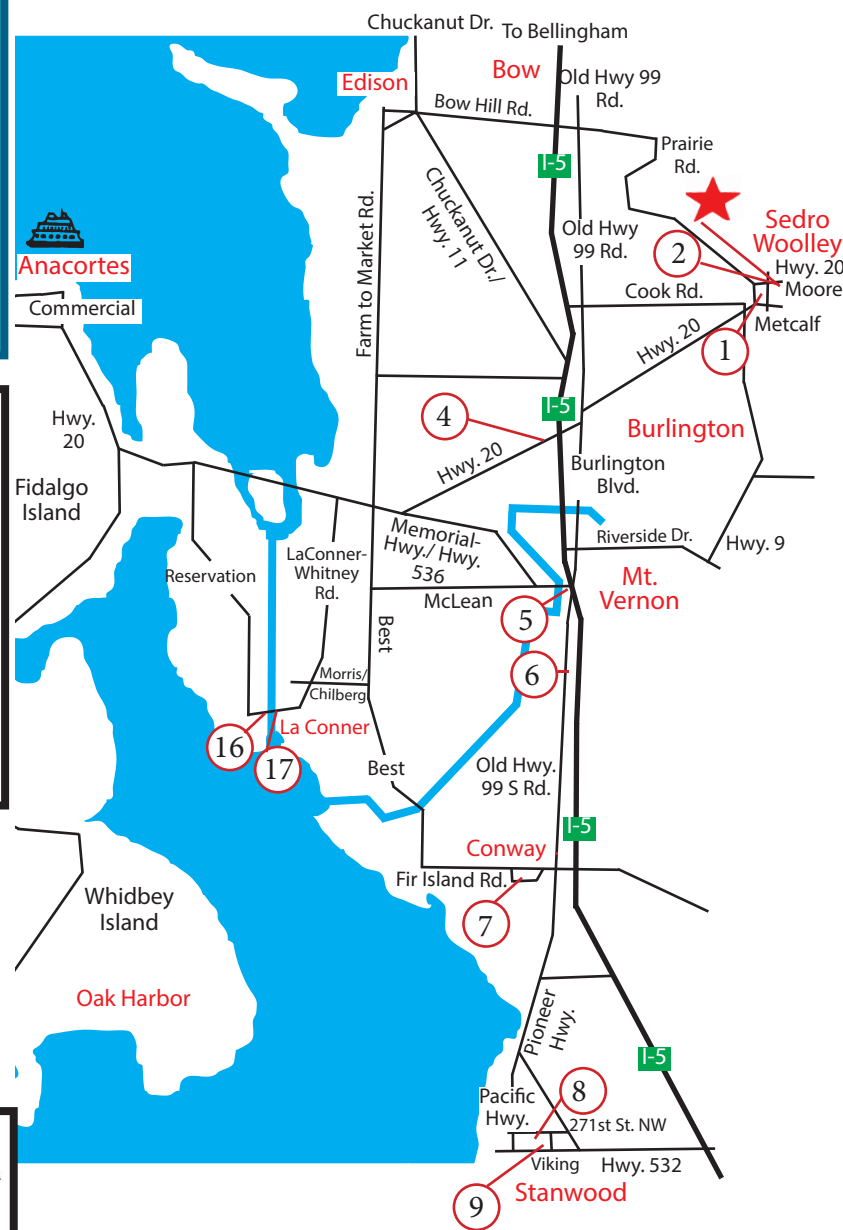 Chuckanut Dr.
To Bellingham
Edison
Bow
Old Hwy 99
Rd.
Bow Hill Rd.
Prairie
Rd.
I-5
Chuckanut Dr./
Hwy. 11
Farm to Market Rd.
Old Hwy
99 Rd.
Sedro
Woolley
2
Hwy. 20
Moore
Anacortes
Commercial
Cook Rd.
Metcalf
Hwy. 20
1
I-5
4
Hwy.
20
Hwy. 20
Burlington
Burlington
Blvd.
Fidalgo
Island
Memorial-
Hwy./ Hwy.
536
Riverside Dr.
Hwy. 9
Reservation
LaConner-
Whitney
Rd.
McLean
Mt.
Vernon
5
Best
6
Morris/
Chilberg
16
17
La Conner
Best
Old Hwy.
99 S Rd.
I-5
Conway
Fir Island Rd.
7
Whidbey
Island
Oak Harbor
Pioneer
Hwy.
I-5
Pacific
Hwy.
8
271st St. NW
Viking
Hwy. 532
9
Stanwood